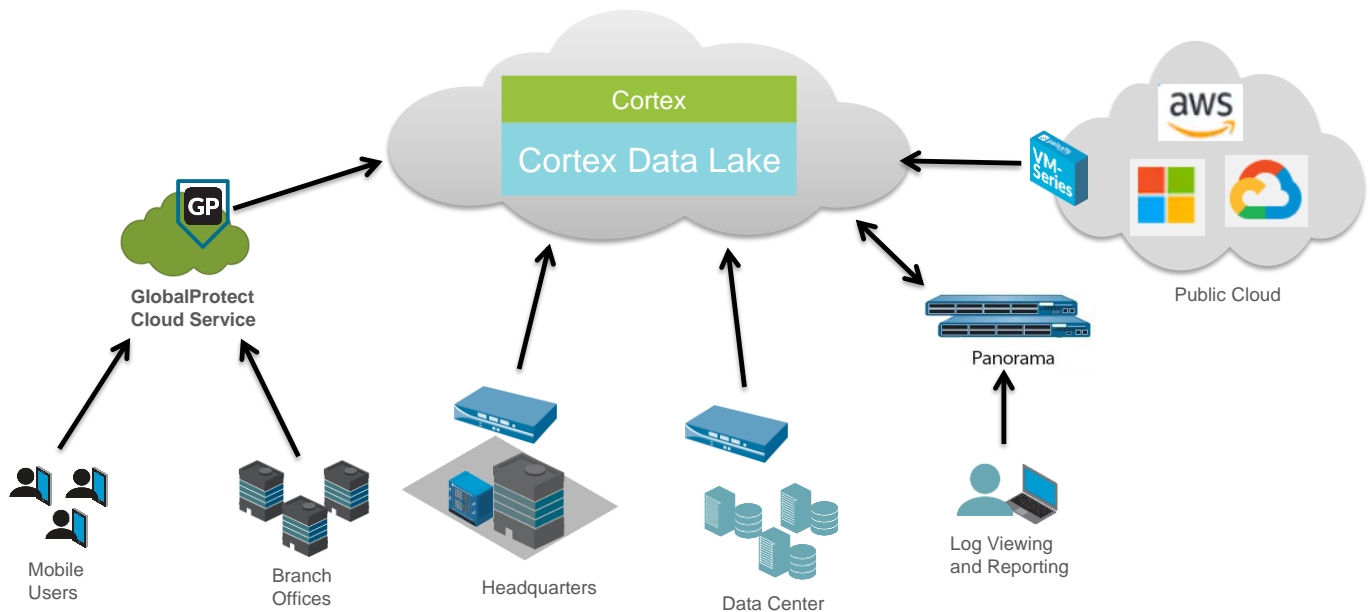 Cortex
Cortex Data Lake
aws
VM-
Series
GP
Public Cloud
GlobalProtect
Cloud Service
Panorama
Mobile
Users
Branch
Offices
Headquarters
Data Center
Log Viewing
and Reporting